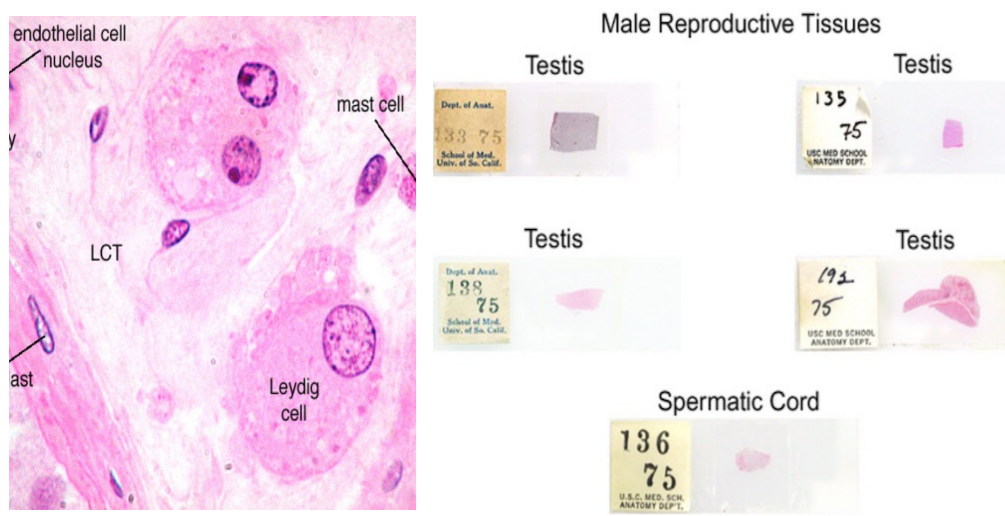 endothelial cell
nucleus
mast cell
y
LCT
ast
Leydig
cell
Male Reproductive Tissues
Testis
Dept. of Anat.
133 75
School of Med.
Univ. of So. Calif.
Testis
135
75
USC MED SCHOOL
ANATOMY DEPT.
Testis
Dept. of Anat.
138
75
School of Med.
Univ. of So. Calif.
Testis
192
75
USC MED SCHOOL
ANATOMY DEPT.
Spermatic Cord
136
75
U.S.C. MED. SCH.
ANATOMY DEP'T.